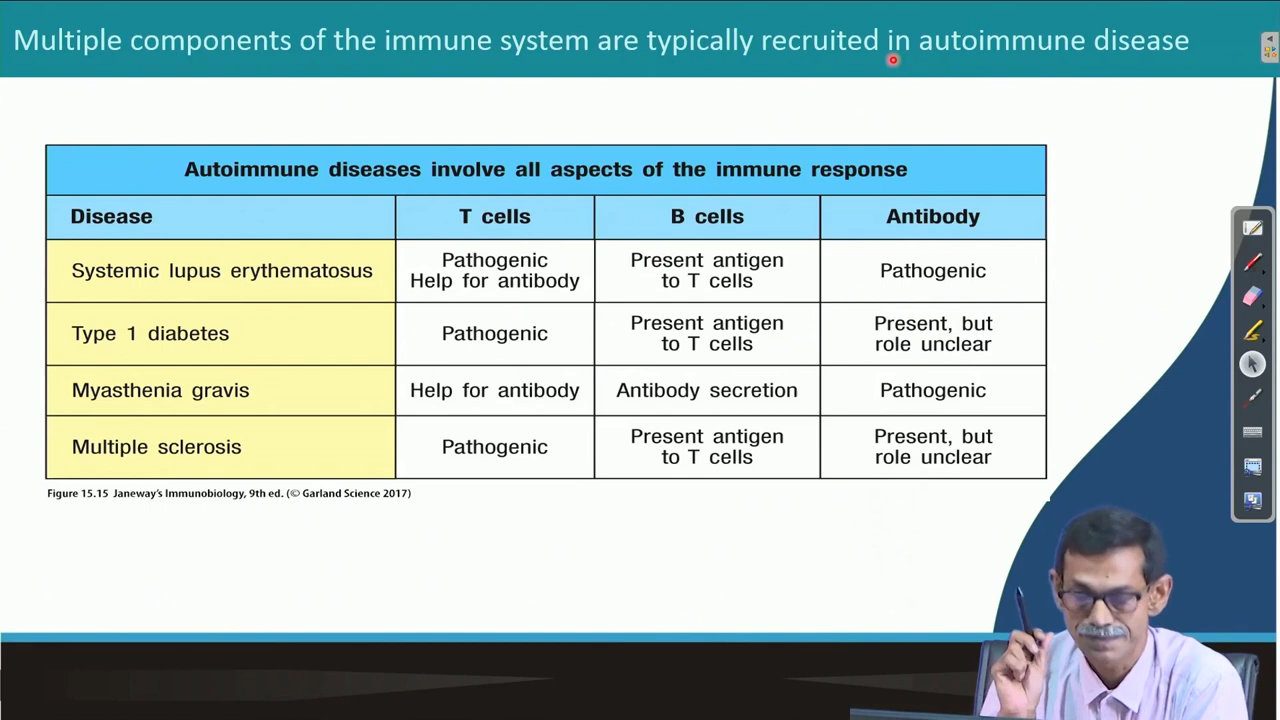 Multiple components of the immune system are typically recruited in autoimmune disease
Autoimmune diseases involve all aspects of the immune response
Disease T cells B cells Antibody
Systemic lupus erythematosus Pathogenic Help for antibody Present antigen to T cells Pathogenic
Type 1 diabetes Pathogenic Present antigen to T cells Present, but role unclear
Myasthenia gravis Help for antibody Antibody secretion Pathogenic
Multiple sclerosis Pathogenic Present antigen to T cells Present, but role unclear
Figure 15.15 Janeway's Immunobiology, 9th ed. (© Garland Science 2017)